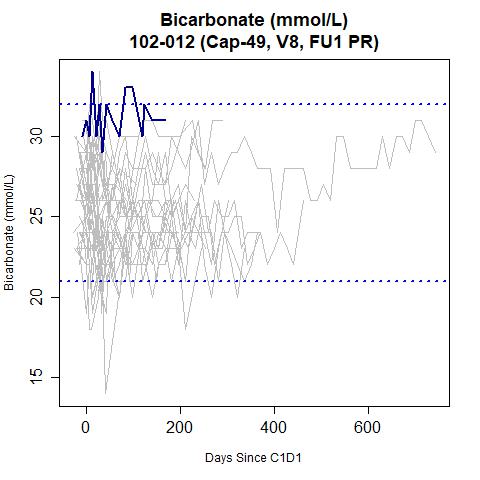 Bicarbonate (mmol/L)
102-012 (Cap-49, V8, FU1 PR)
Bicarbonate (mmol/L)
30
25
20
15
0 200 400 600
Days Since C1D1